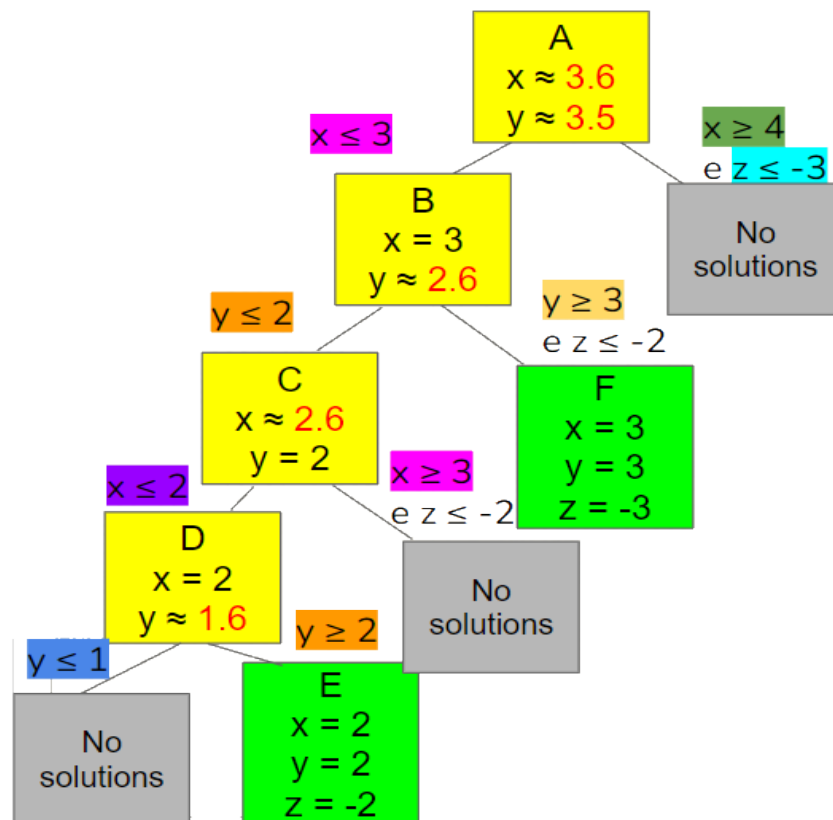 A
x ≈ 3.6
y ≈ 3.5
x ≤ 3
x ≥ 4
e z ≤ -3
B
x = 3
y ≈ 2.6
No
solutions
y ≤ 2
y ≥ 3
e z ≤ -2
C
x ≈ 2.6
y = 2
F
x = 3
y = 3
z = -3
x ≤ 2
x ≥ 3
e z ≤ -2
D
x = 2
y ≈ 1.6
No
solutions
y ≤ 1
y ≥ 2
E
x = 2
y = 2
z = -2
No
solutions